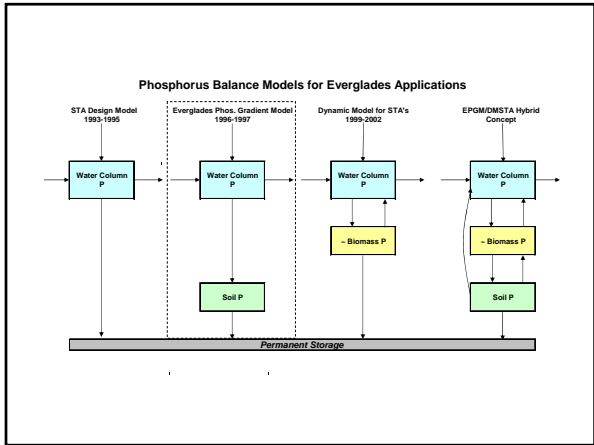 Phosphorus Balance Models for Everglades Applications
STA Design Model
1993-1995
Everglades Phos. Gradient Model
1996-1997
Dynamic Model for STA's
1999-2002
EPGM/DMSTA Hybrid
Concept
Water Column
P
Water Column
P
Water Column
P
Water Column
P
~ Biomass P
~ Biomass P
Soil P
Soil P
Permanent Storage